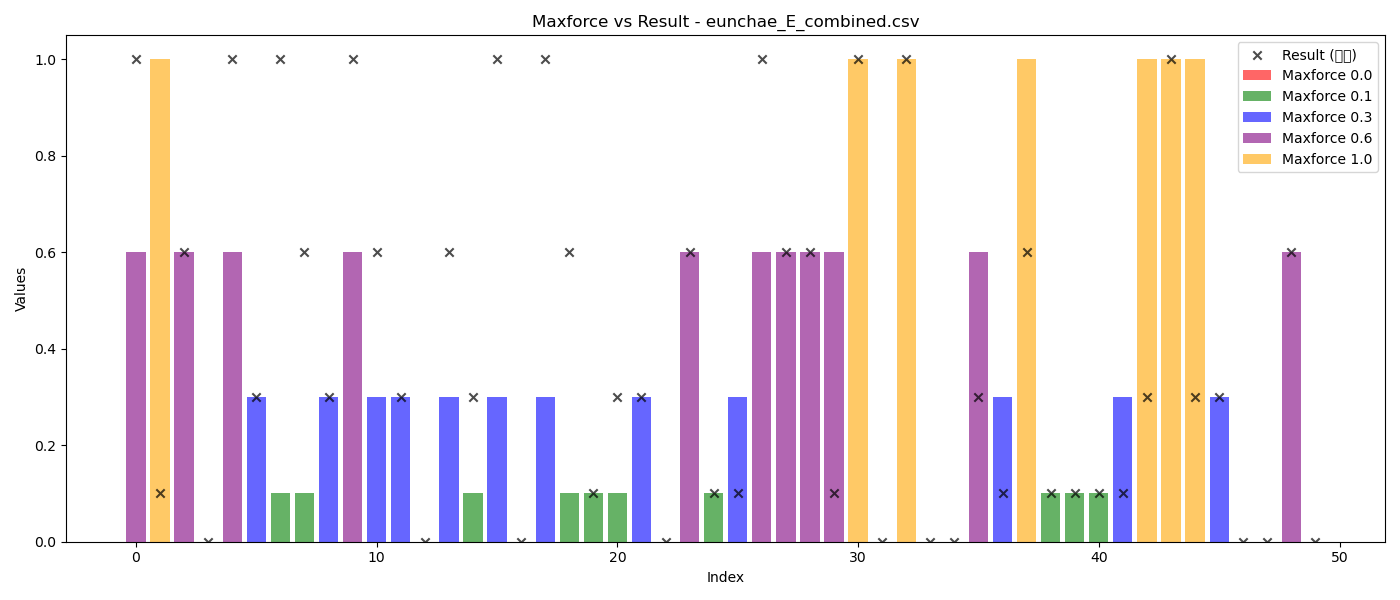 Maxforce vs Result - eunchae_E_combined.csv
Values
1.0
0.8
0.6
0.4
0.2
0.0
0
10
20
30
40
50
Index
Result (▯▯)
Maxforce 0.0
Maxforce 0.1
Maxforce 0.3
Maxforce 0.6
Maxforce 1.0